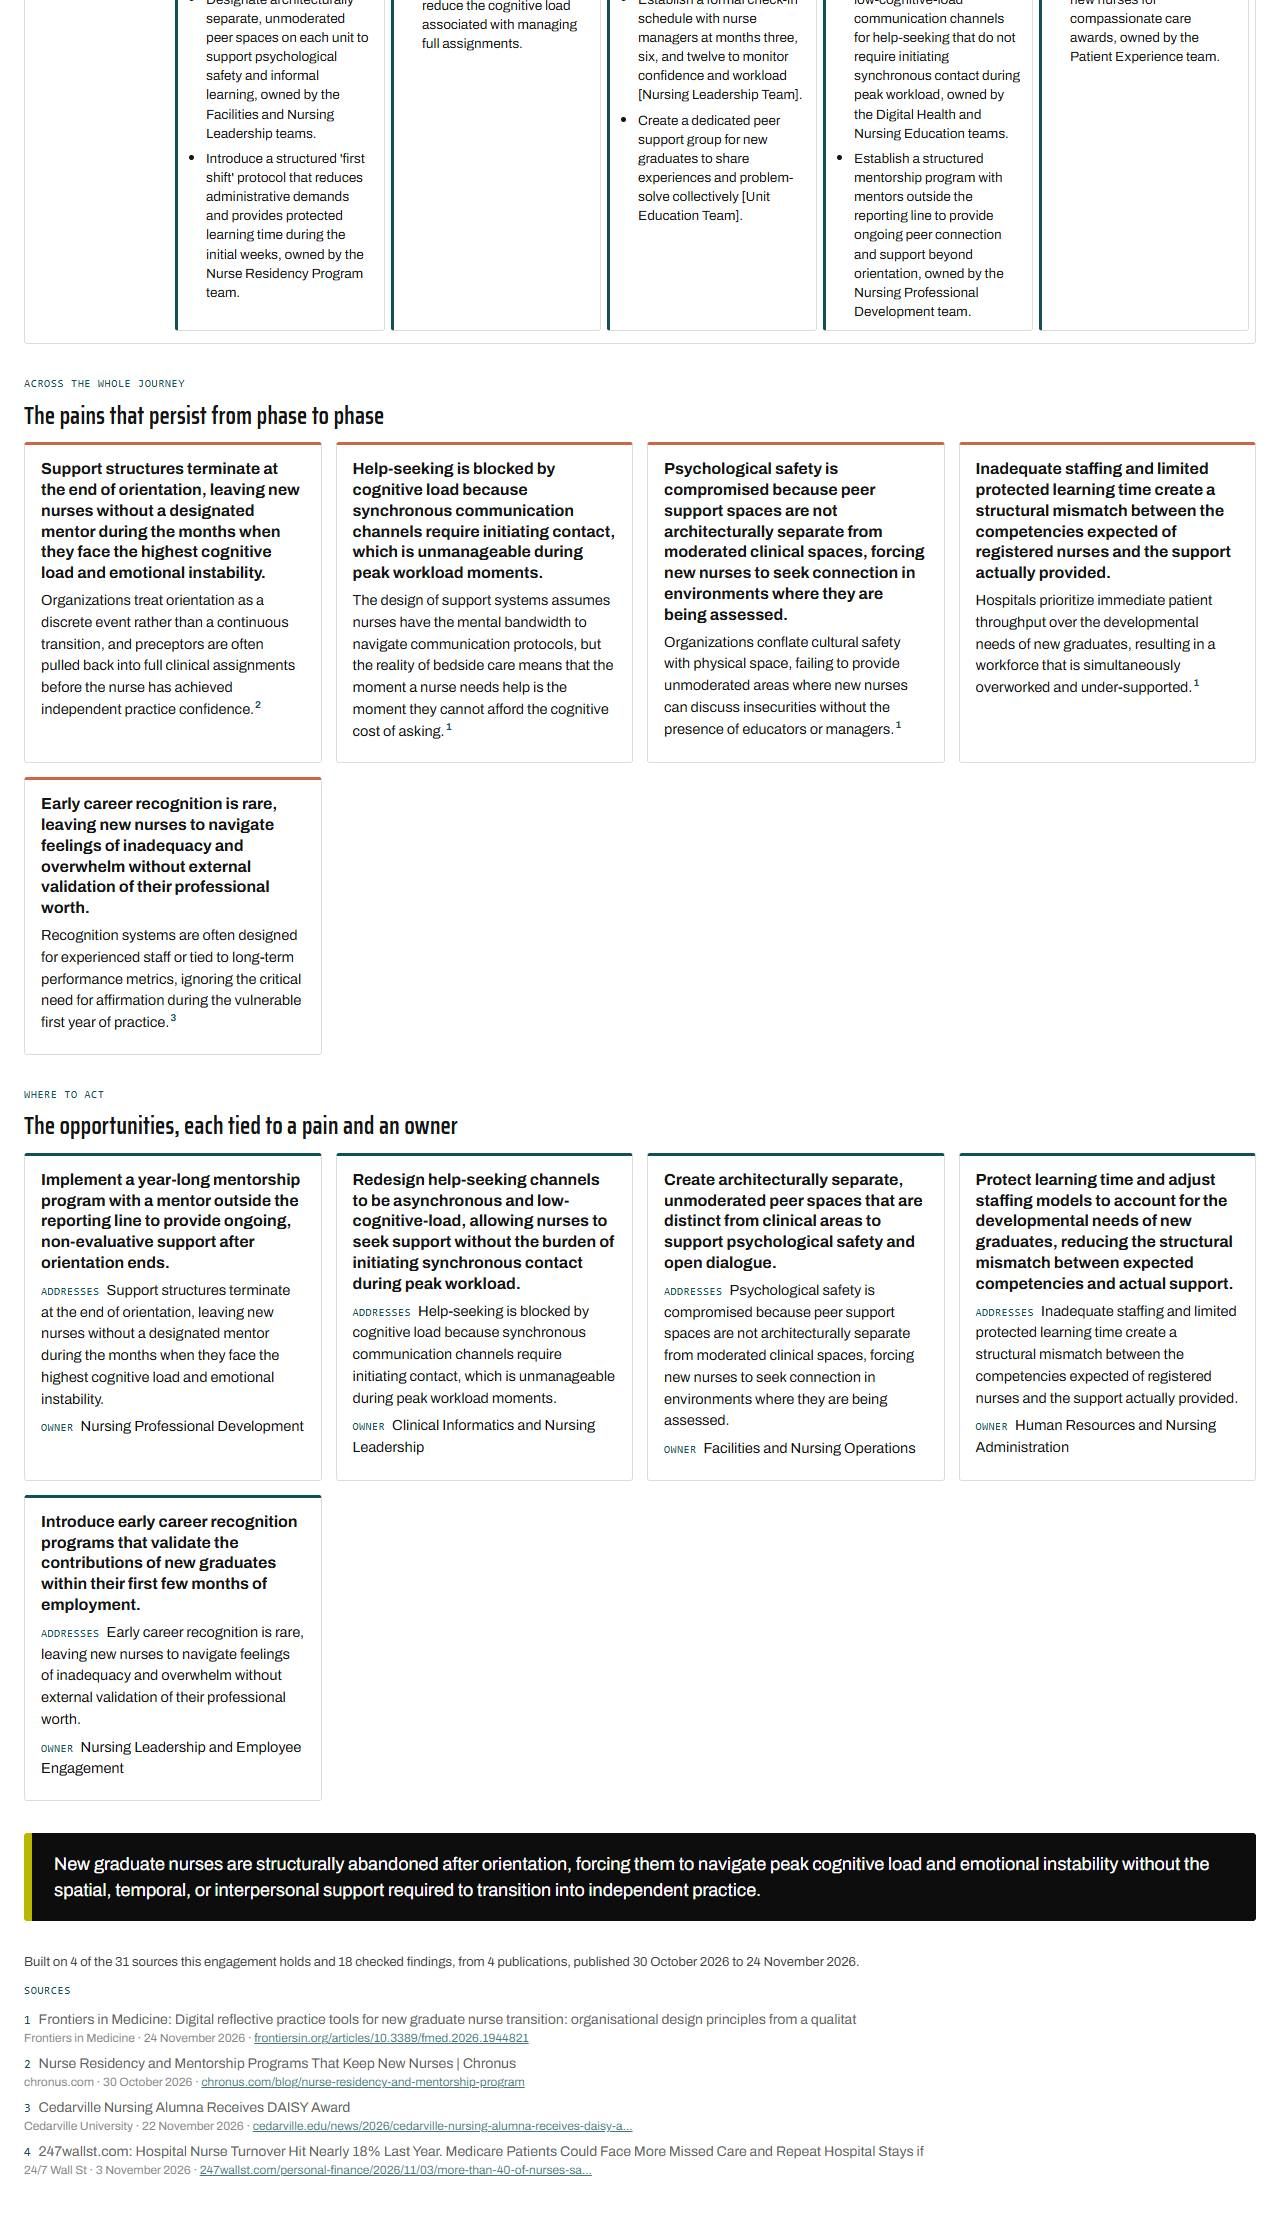 Designate architecturally
separate, unmoderated
peer spaces on each unit to
support psychological
safety and informal
learning, owned by the
Facilities and Nursing
Leadership teams.
Introduce a structured 'first
shift' protocol that reduces
administrative demands
and provides protected
learning time during the
initial weeks, owned by the
Nurse Residency Program
team.
reduce the cognitive load
associated with managing
full assignments.
Establish a formal check-in
schedule with nurse
managers at months three,
six, and twelve to monitor
confidence and workload
[Nursing Leadership Team].
Create a dedicated peer
support group for new
graduates to share
experiences and problem-
solve collectively [Unit
Education Team].
low-cognitive-load
communication channels
for help-seeking that do not
require initiating
synchronous contact during
peak workload, owned by
the Digital Health and
Nursing Education teams.
Establish a structured
mentorship program with
mentors outside the
reporting line to provide
ongoing peer connection
and support beyond
orientation, owned by the
Nursing Professional
Development team.
new nurses for
compassionate care
awards, owned by the
Patient Experience team.
ACROSS THE WHOLE JOURNEY
The pains that persist from phase to phase
Support structures terminate at
the end of orientation, leaving new
nurses without a designated
mentor during the months when
they face the highest cognitive
load and emotional instability.
Organizations treat orientation as a
discrete event rather than a continuous
transition, and preceptors are often
pulled back into full clinical assignments
before the nurse has achieved
independent practice confidence. 2
Help-seeking is blocked by
cognitive load because
synchronous communication
channels require initiating contact,
which is unmanageable during
peak workload moments.
The design of support systems assumes
nurses have the mental bandwidth to
navigate communication protocols, but
the reality of bedside care means that the
moment a nurse needs help is the
moment they cannot afford the cognitive
cost of asking. 1
Psychological safety is
compromised because peer
support spaces are not
architecturally separate from
moderated clinical spaces, forcing
new nurses to seek connection in
environments where they are
being assessed.
Organizations conflate cultural safety
with physical space, failing to provide
unmoderated areas where new nurses
can discuss insecurities without the
presence of educators or managers. 1
Inadequate staffing and limited
protected learning time create a
structural mismatch between the
competencies expected of
registered nurses and the support
actually provided.
Hospitals prioritize immediate patient
throughput over the developmental
needs of new graduates, resulting in a
workforce that is simultaneously
overworked and under-supported. 1
Early career recognition is rare,
leaving new nurses to navigate
feelings of inadequacy and
overwhelm without external
validation of their professional
worth.
Recognition systems are often designed
for experienced staff or tied to long-term
performance metrics, ignoring the critical
need for affirmation during the vulnerable
first year of practice. 3
WHERE TO ACT
The opportunities, each tied to a pain and an owner
Implement a year-long mentorship
program with a mentor outside the
reporting line to provide ongoing,
non-evaluative support after
orientation ends.
ADDRESSES Support structures terminate
at the end of orientation, leaving new
nurses without a designated mentor
during the months when they face the
highest cognitive load and emotional
instability.
OWNER Nursing Professional Development
Redesign help-seeking channels
to be asynchronous and low-
cognitive-load, allowing nurses to
seek support without the burden of
initiating synchronous contact
during peak workload.
ADDRESSES Help-seeking is blocked by
cognitive load because synchronous
communication channels require
initiating contact, which is unmanageable
during peak workload moments.
OWNER Clinical Informatics and Nursing
Leadership
Create architecturally separate,
unmoderated peer spaces that are
distinct from clinical areas to
support psychological safety and
open dialogue.
ADDRESSES Psychological safety is
compromised because peer support
spaces are not architecturally separate
from moderated clinical spaces, forcing
new nurses to seek connection in
environments where they are being
assessed.
OWNER Facilities and Nursing Operations
Protect learning time and adjust
staffing models to account for the
developmental needs of new
graduates, reducing the structural
mismatch between expected
competencies and actual support.
ADDRESSES Inadequate staffing and limited
protected learning time create a
structural mismatch between the
competencies expected of registered
nurses and the support actually provided.
OWNER Human Resources and Nursing
Administration
Introduce early career recognition
programs that validate the
contributions of new graduates
within their first few months of
employment.
ADDRESSES Early career recognition is rare,
leaving new nurses to navigate feelings
of inadequacy and overwhelm without
external validation of their professional
worth.
OWNER Nursing Leadership and Employee
Engagement
New graduate nurses are structurally abandoned after orientation, forcing them to navigate peak cognitive load and emotional instability without the
spatial, temporal, or interpersonal support required to transition into independent practice.
Built on 4 of the 31 sources this engagement holds and 18 checked findings, from 4 publications, published 30 October 2026 to 24 November 2026.
SOURCES
1 Frontiers in Medicine: Digital reflective practice tools for new graduate nurse transition: organisational design principles from a qualitat
Frontiers in Medicine · 24 November 2026 · frontiersin.org/articles/10.3389/fmed.2026.1944821
2 Nurse Residency and Mentorship Programs That Keep New Nurses | Chronus
chronus.com · 30 October 2026 · chronus.com/blog/nurse-residency-and-mentorship-program
3 Cedarville Nursing Alumna Receives DAISY Award
Cedarville University · 22 November 2026 · cedarville.edu/news/2026/cedarville-nursing-alumna-receives-daisy-a...
4 247wallst.com: Hospital Nurse Turnover Hit Nearly 18% Last Year. Medicare Patients Could Face More Missed Care and Repeat Hospital Stays if
24/7 Wall St · 3 November 2026 · 247wallst.com/personal-finance/2026/11/03/more-than-40-of-nurses-sa...